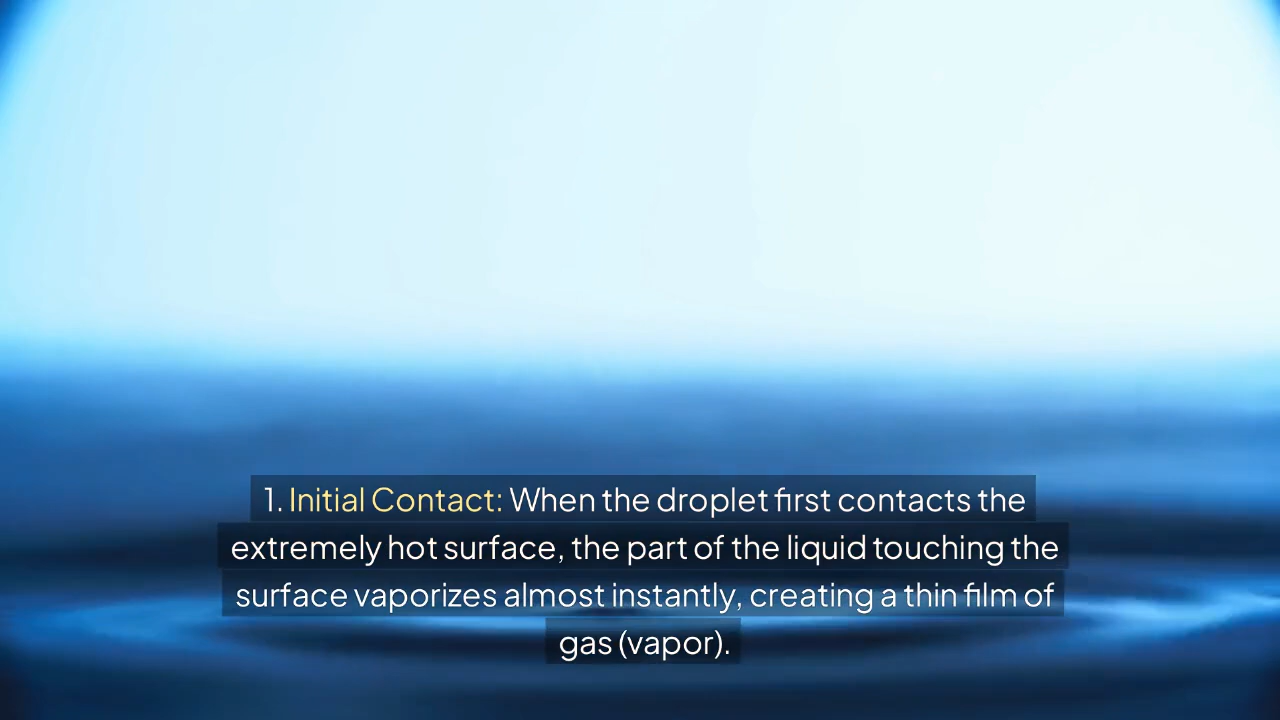 1. Initial Contact: When the droplet first contacts the
extremely hot surface, the part of the liquid touching the
surface vaporizes almost instantly, creating a thin film of
gas (vapor).